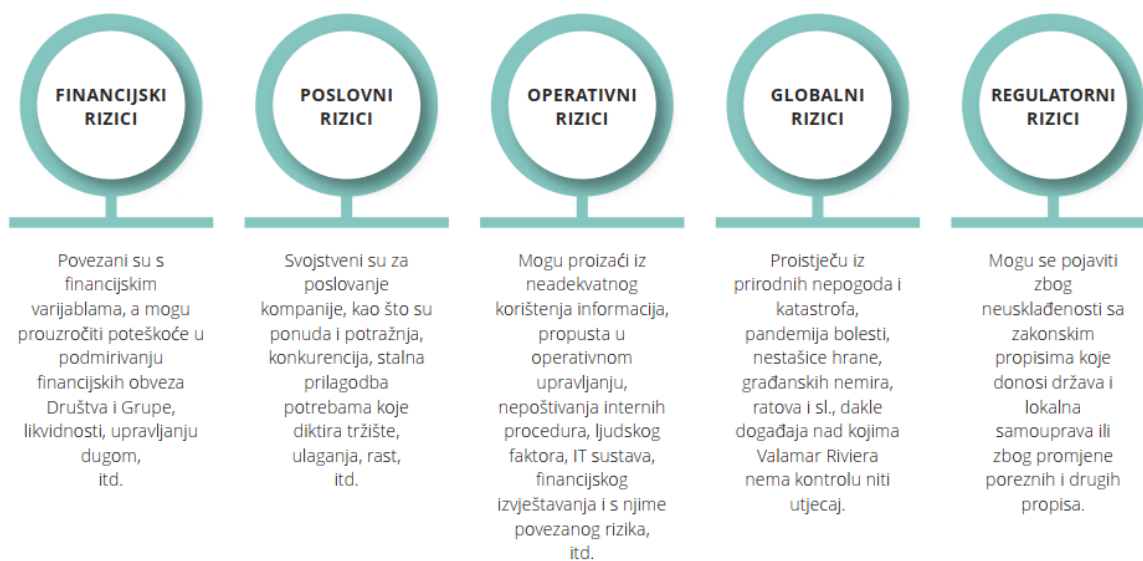 FINANCIJSKI
RIZICI
Povezani su s
financijskim
varijablama, a mogu
prouzročiti poteškoće u
podmirivanju
financijskih obveza
Društva i Grupe,
likvidnosti, upravljanju
dugom,
itd.
POSLOVNI
RIZICI
Svojstveni su za
poslovanje
kompanije, kao što su
ponuda i potražnja,
konkurencija, stalna
prilagodba
potrebama koje
diktira tržište,
ulaganja, rast,
itd.
OPERATIVNI
RIZICI
Mogu proizaći iz
neadekvatnog
korištenja informacija,
propusta u
operativnom
upravljanju,
nepoštivanja internih
procedura, ljudskog
faktora, IT sustava,
financijskog
izvještavanja i s njime
povezanog rizika,
itd.
GLOBALNI
RIZICI
Proistječu iz
prirodnih nepogoda i
katastrofa,
pandemija bolesti,
nestašice hrane,
građanskih nemira,
ratova i sl., dakle
događaja nad kojima
Valamar Riviera
nema kontrolu niti
utjecaj.
REGULATORNI
RIZICI
Mogu se pojaviti
zbog
neusklađenosti sa
zakonskim
propisima koje
donosi država i
lokalna
samouprava ili
zbog promjene
poreznih i drugih
propisa.